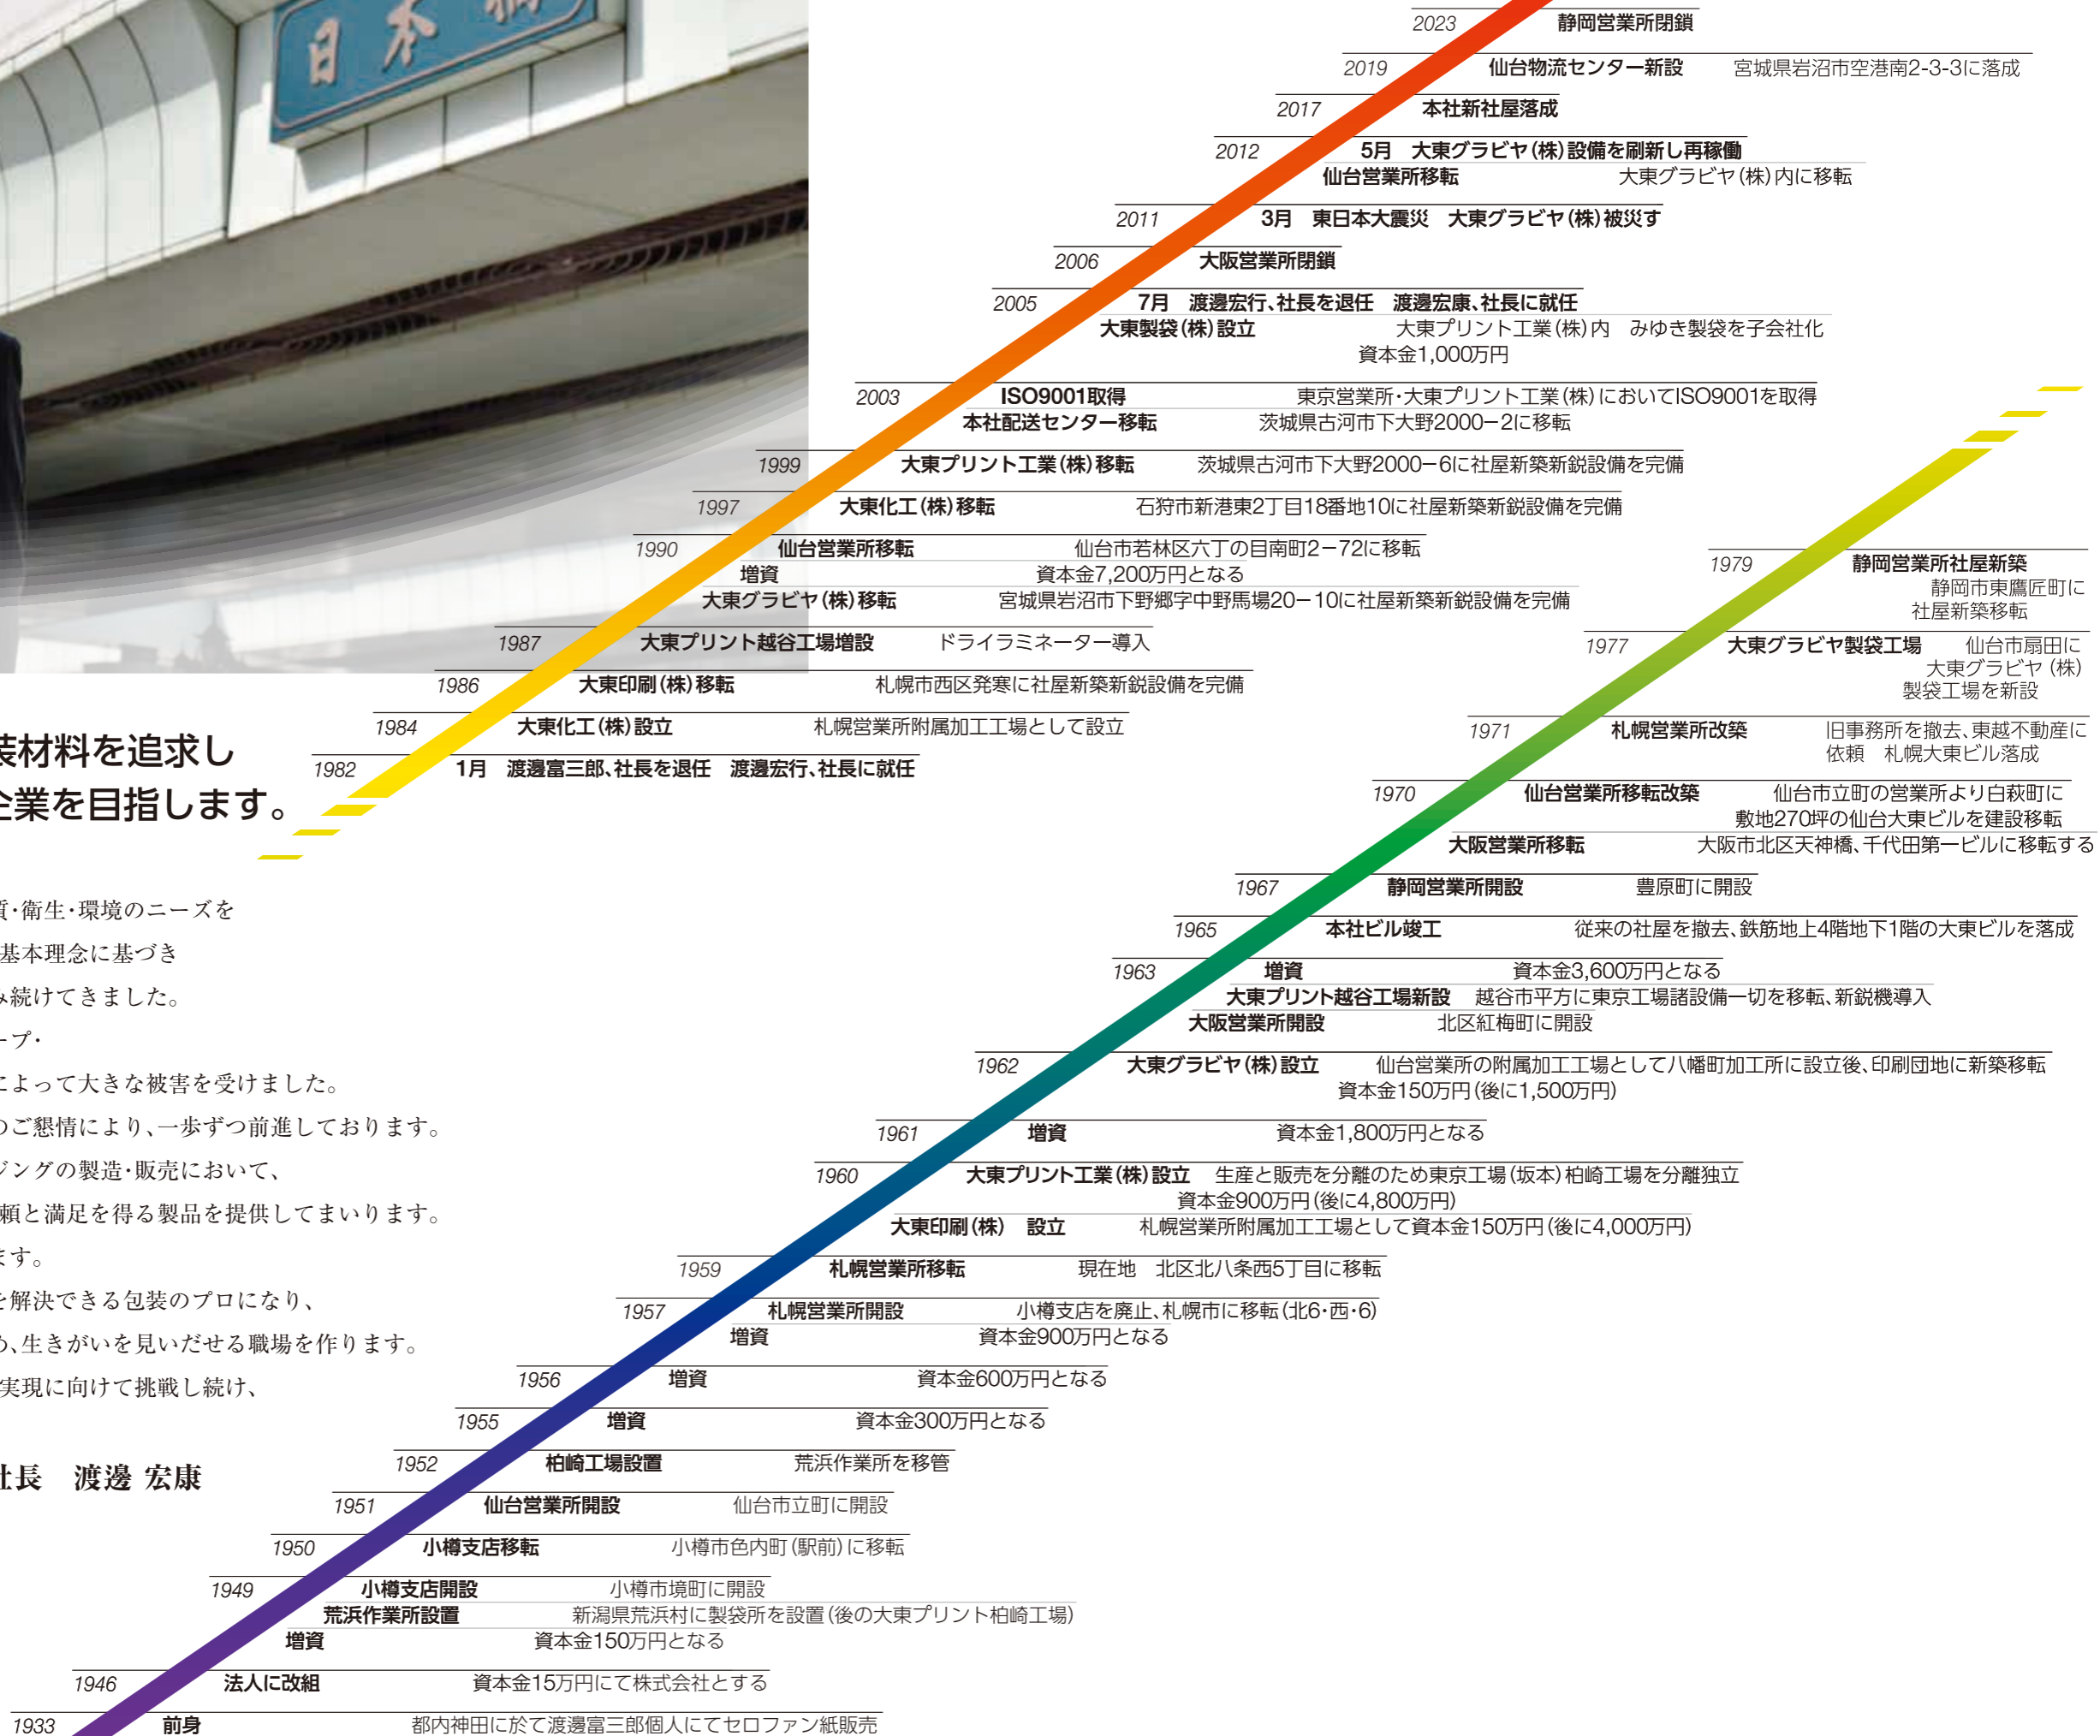 日本橋
2023 静岡営業所閉鎖
2019 仙台物流センター新設 宮城県岩沼市空港南2-3-3に落成
2017 本社新社屋落成
2012 5月 大東グラビヤ(株)設備を刷新し再稼働
仙台営業所移転 大東グラビヤ(株)内に移転
2011 3月 東日本大震災 大東グラビヤ(株)被災す
2006 大阪営業所閉鎖
2005 7月 渡邊宏行、社長を退任 渡邊宏康、社長に就任
大東製袋(株)設立 大東プリント工業(株)内 みゆき製袋を子会社化
資本金1,000万円
2003 ISO9001取得 東京営業所・大東プリント工業(株)においてISO9001を取得
本社配送センター移転 茨城県古河市下大野2000−2に移転
1999 大東プリント工業(株)移転 茨城県古河市下大野2000−6に社屋新築新鋭設備を完備
1997 大東化工(株)移転 石狩市新港東2丁目18番地10に社屋新築新鋭設備を完備
1990 仙台営業所移転 仙台市若林区六丁の目南町2−72に移転
増資 資本金7,200万円となる
大東グラビヤ(株)移転 宮城県岩沼市下野郷字中野馬場20−10に社屋新築新鋭設備を完備
1987 大東プリント越谷工場増設 ドライラミネーター導入
1986 大東印刷(株)移転 札幌市西区発寒に社屋新築新鋭設備を完備
1984 大東化工(株)設立 札幌営業所附属加工工場として設立
1982 1月 渡邊富三郎、社長を退任 渡邊宏行、社長に就任
1979 静岡営業所社屋新築
静岡市東鷹匠町に
社屋新築移転
1977 大東グラビヤ製袋工場 仙台市扇田に
大東グラビヤ(株)
製袋工場を新設
1971 札幌営業所改築 旧事務所を撤去、東越不動産に
依頼 札幌大東ビル落成
1970 仙台営業所移転改築 仙台市立町の営業所より白萩町に
敷地270坪の仙台大東ビルを建設移転
大阪営業所移転 大阪市北区天神橋、千代田第一ビルに移転する
1967 静岡営業所開設 豊原町に開設
1965 本社ビル竣工 従来の社屋を撤去、鉄筋地上4階地下1階の大東ビルを落成
1963 増資 資本金3,600万円となる
大東プリント越谷工場新設 越谷市平方に東京工場諸設備一切を移転、新鋭機導入
大阪営業所開設 北区紅梅町に開設
1962 大東グラビヤ(株)設立 仙台営業所の附属加工工場として八幡町加工所に設立後、印刷団地に新築移転
資本金150万円(後に1,500万円)
1961 増資 資本金1,800万円となる
1960 大東プリント工業(株)設立 生産と販売を分離のため東京工場(坂本)柏崎工場を分離独立
資本金900万円(後に4,800万円)
大東印刷(株) 設立 札幌営業所附属加工工場として資本金150万円(後に4,000万円)
1959 札幌営業所移転 現在地 北区北八条西5丁目に移転
1957 札幌営業所開設 小樽支店を廃止、札幌市に移転(北6・西・6)
増資 資本金900万円となる
1956 増資 資本金600万円となる
1955 増資 資本金300万円となる
1952 柏崎工場設置 荒浜作業所を移管
1951 仙台営業所開設 仙台市立町に開設
1950 小樽支店移転 小樽市色内町(駅前)に移転
1949 小樽支店開設 小樽市境町に開設
荒浜作業所設置 新潟県荒浜村に製袋所を設置(後の大東プリント柏崎工場)
増資 資本金150万円となる
1946 法人に改組 資本金15万円にて株式会社とする
1933 前身 都内神田に於て渡邊富三郎個人にてセロファン紙販売
装材料を追求し
企業を目指します。
質・衛生・環境のニーズを
基本理念に基づき
み続けてきました。
ープ・
によって大きな被害を受けました。
のご懇情により、一歩ずつ前進しております。
ジングの製造・販売において、
頼と満足を得る製品を提供してまいります。
ます。
を解決できる包装のプロになり、
め、生きがいを見いだせる職場を作ります。
実現に向けて挑戦し続け、
社長 渡邊 宏康